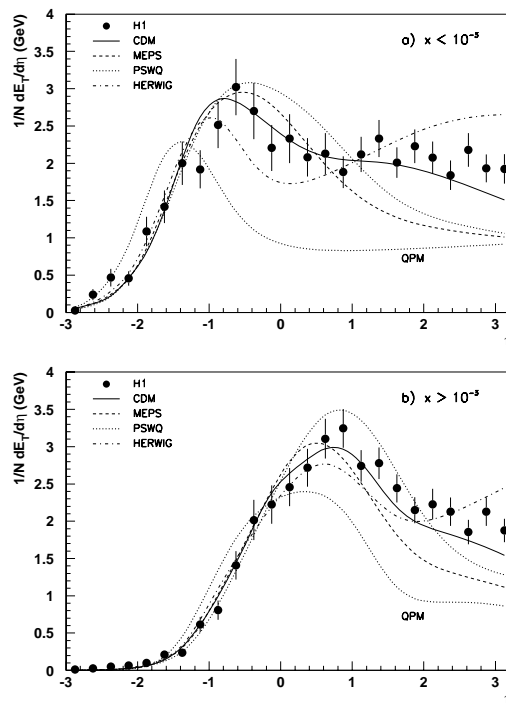 1/N dE_T/dη (GeV)
4
3.5
3
2.5
2
1.5
1
0.5
0
H1
CDM
MEPS
PSWQ
HERWIG
a) x < 10⁻³
QPM
-3 -2 -1 0 1 2 3
1/N dE_T/dη (GeV)
4
3.5
3
2.5
2
1.5
1
0.5
0
H1
CDM
MEPS
PSWQ
HERWIG
b) x > 10⁻³
QPM
-3 -2 -1 0 1 2 3